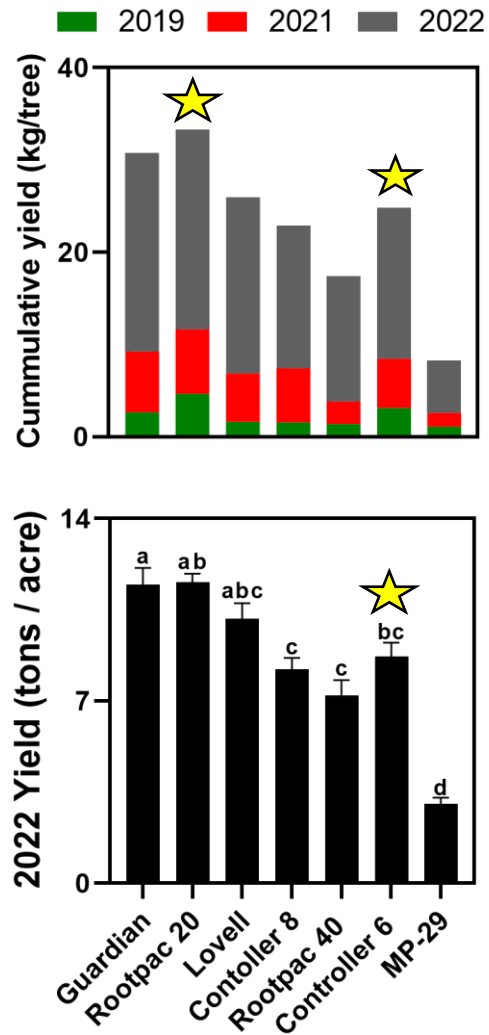 2019 2021 2022
Cummulative yield (kg/tree)
40
20
0
2022 Yield (tons / acre)
14
7
0
a
ab
abc
c
c
bc
d
Guardian
Rootpac 20
Lovell
Contoller 8
Rootpac 40
Controller 6
MP-29